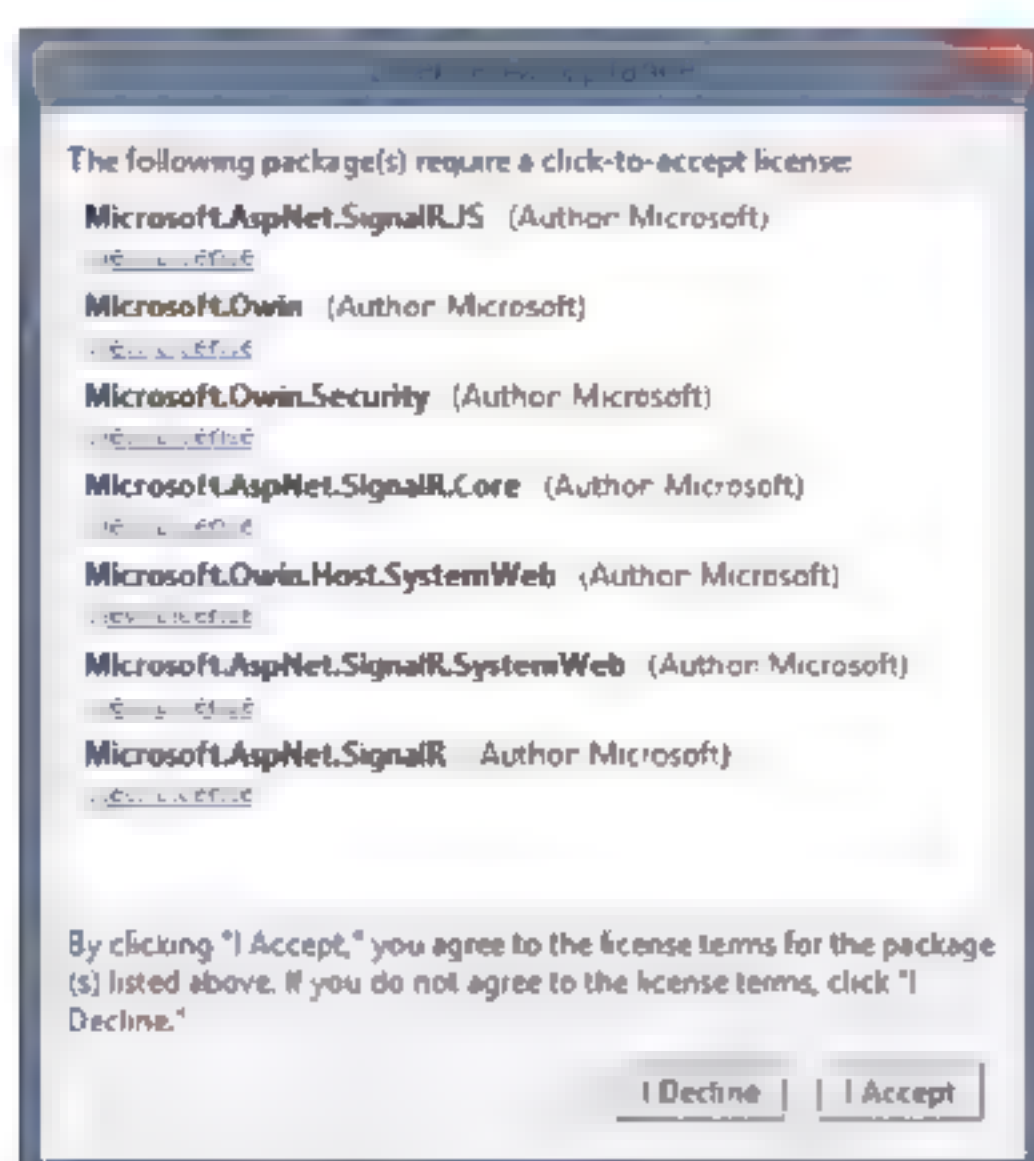 The following package(s) require a click-to-accept license:
Microsoft.AspNet.SignalR.JS (Author: Microsoft)
Microsoft.Owin (Author: Microsoft)
Microsoft.Owin.Security (Author: Microsoft)
Microsoft.AspNet.SignalR.Core (Author: Microsoft)
Microsoft.Owin.Host.SystemWeb (Author: Microsoft)
Microsoft.AspNet.SignalR.SystemWeb (Author: Microsoft)
Microsoft.AspNet.SignalR Author: Microsoft)
By clicking "I Accept," you agree to the license terms for the package
(s) listed above. If you do not agree to the license terms, click "I
Decline."
I Decline I Accept